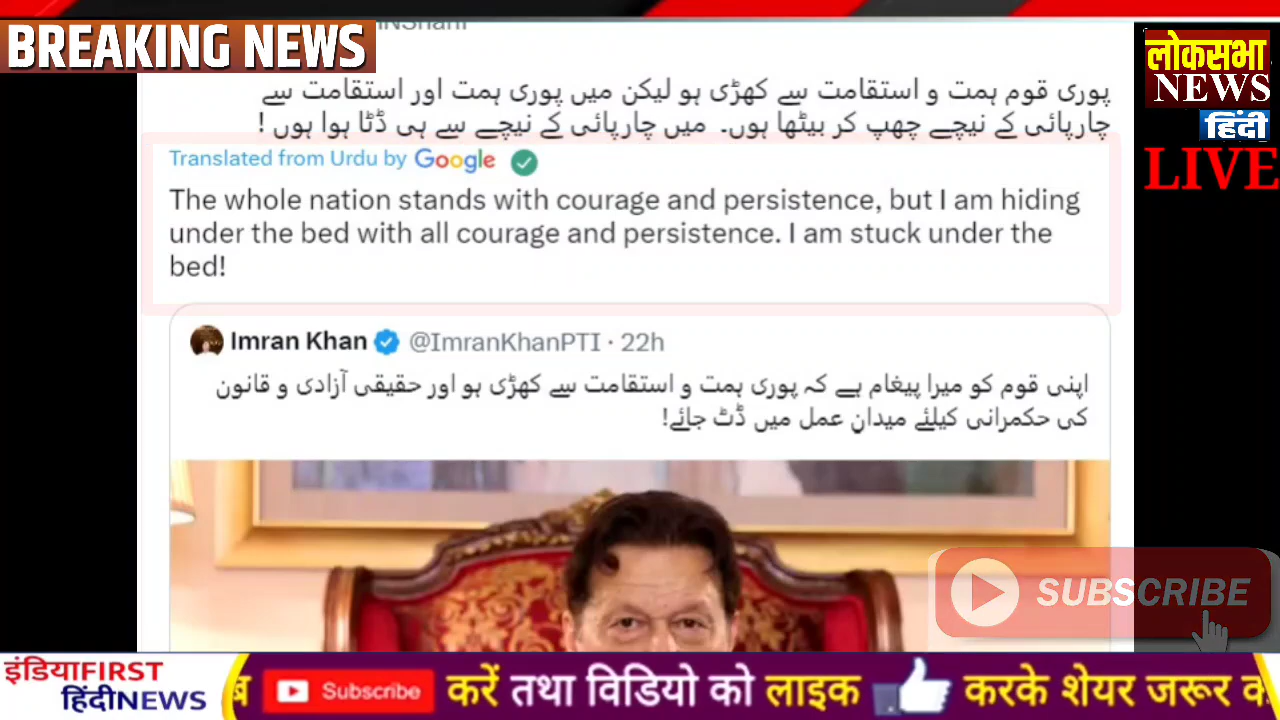 BREAKING NEWS
लोकसभा
NEWS
हिंदी
LIVE
پوری قوم ہمت و استقامت سے کھڑی ہو لیکن میں پوری ہمت اور استقامت سے
چارپائی کے نیچے چھپ کر بیٹھا ہوں۔ میں چارپائی کے نیچے سے ہی ڈٹا ہوا ہوں !
Translated from Urdu by Google
The whole nation stands with courage and persistence, but I am hiding
under the bed with all courage and persistence. I am stuck under the
bed!
Imran Khan @ImranKhanPTI · 22h
اپنی قوم کو میرا پیغام ہے کہ پوری ہمت و استقامت سے کھڑی ہو اور حقیقی آزادی و قانون
کی حکمرانی کیلئے میدانِ عمل میں ڈٹ جائے!
SUBSCRIBE
इंडियाFIRST
हिंदीNEWS
Subscribe करें तथा विडियो को लाइक करके शेयर जरूर